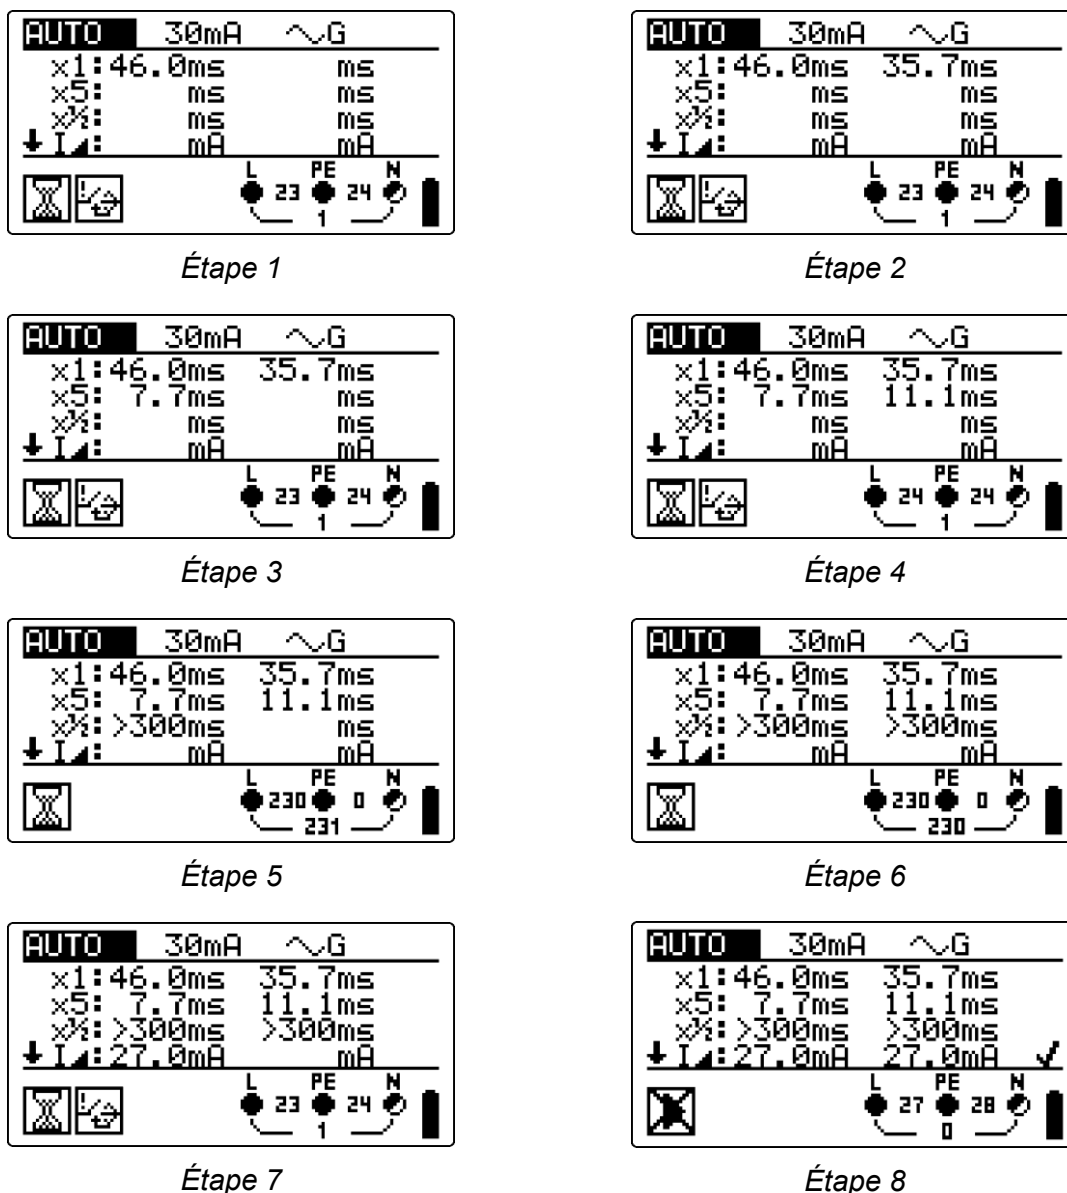 AUTO 30mA G
x1:46.0ms ms
x5: ms ms
x½: ms ms
I: mA mA
L PE N
23 24
1
Étape 1
AUTO 30mA G
x1:46.0ms 35.7ms
x5: ms ms
x½: ms ms
I: mA mA
L PE N
23 24
1
Étape 2
AUTO 30mA G
x1:46.0ms 35.7ms
x5: 7.7ms ms
x½: ms ms
I: mA mA
L PE N
23 24
1
Étape 3
AUTO 30mA G
x1:46.0ms 35.7ms
x5: 7.7ms 11.1ms
x½: ms ms
I: mA mA
L PE N
24 24
1
Étape 4
AUTO 30mA G
x1:46.0ms 35.7ms
x5: 7.7ms 11.1ms
x½: >300ms ms
I: mA mA
L PE N
230 0
231
Étape 5
AUTO 30mA G
x1:46.0ms 35.7ms
x5: 7.7ms 11.1ms
x½: >300ms >300ms
I: mA mA
L PE N
230 0
230
Étape 6
AUTO 30mA G
x1:46.0ms 35.7ms
x5: 7.7ms 11.1ms
x½: >300ms >300ms
I:27.0mA mA
L PE N
23 24
1
Étape 7
AUTO 30mA G
x1:46.0ms 35.7ms
x5: 7.7ms 11.1ms
x½: >300ms >300ms
I:27.0mA 27.0mA ✓
L PE N
27 28
0
Étape 8